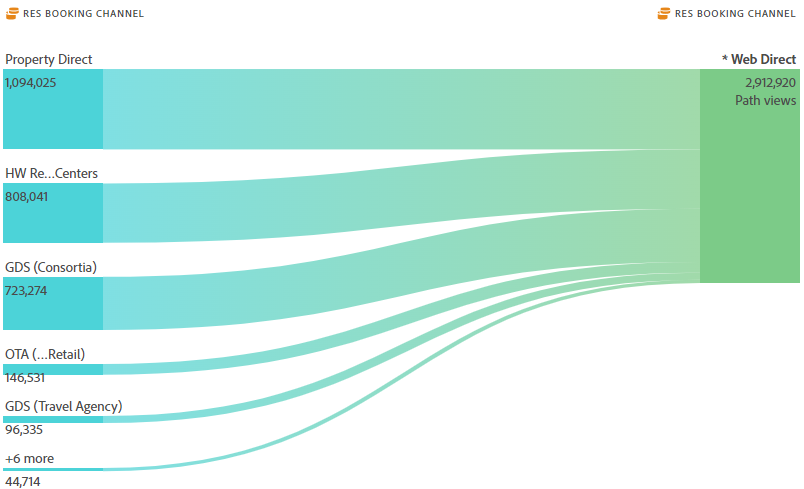 RES BOOKING CHANNEL
RES BOOKING CHANNEL
Property Direct
1,094,025
* Web Direct
2,912,920
Path views
HW Re...Centers
808,041
GDS (Consortia)
723,274
OTA (...Retail)
146,531
GDS (Travel Agency)
96,335
+6 more
44,714